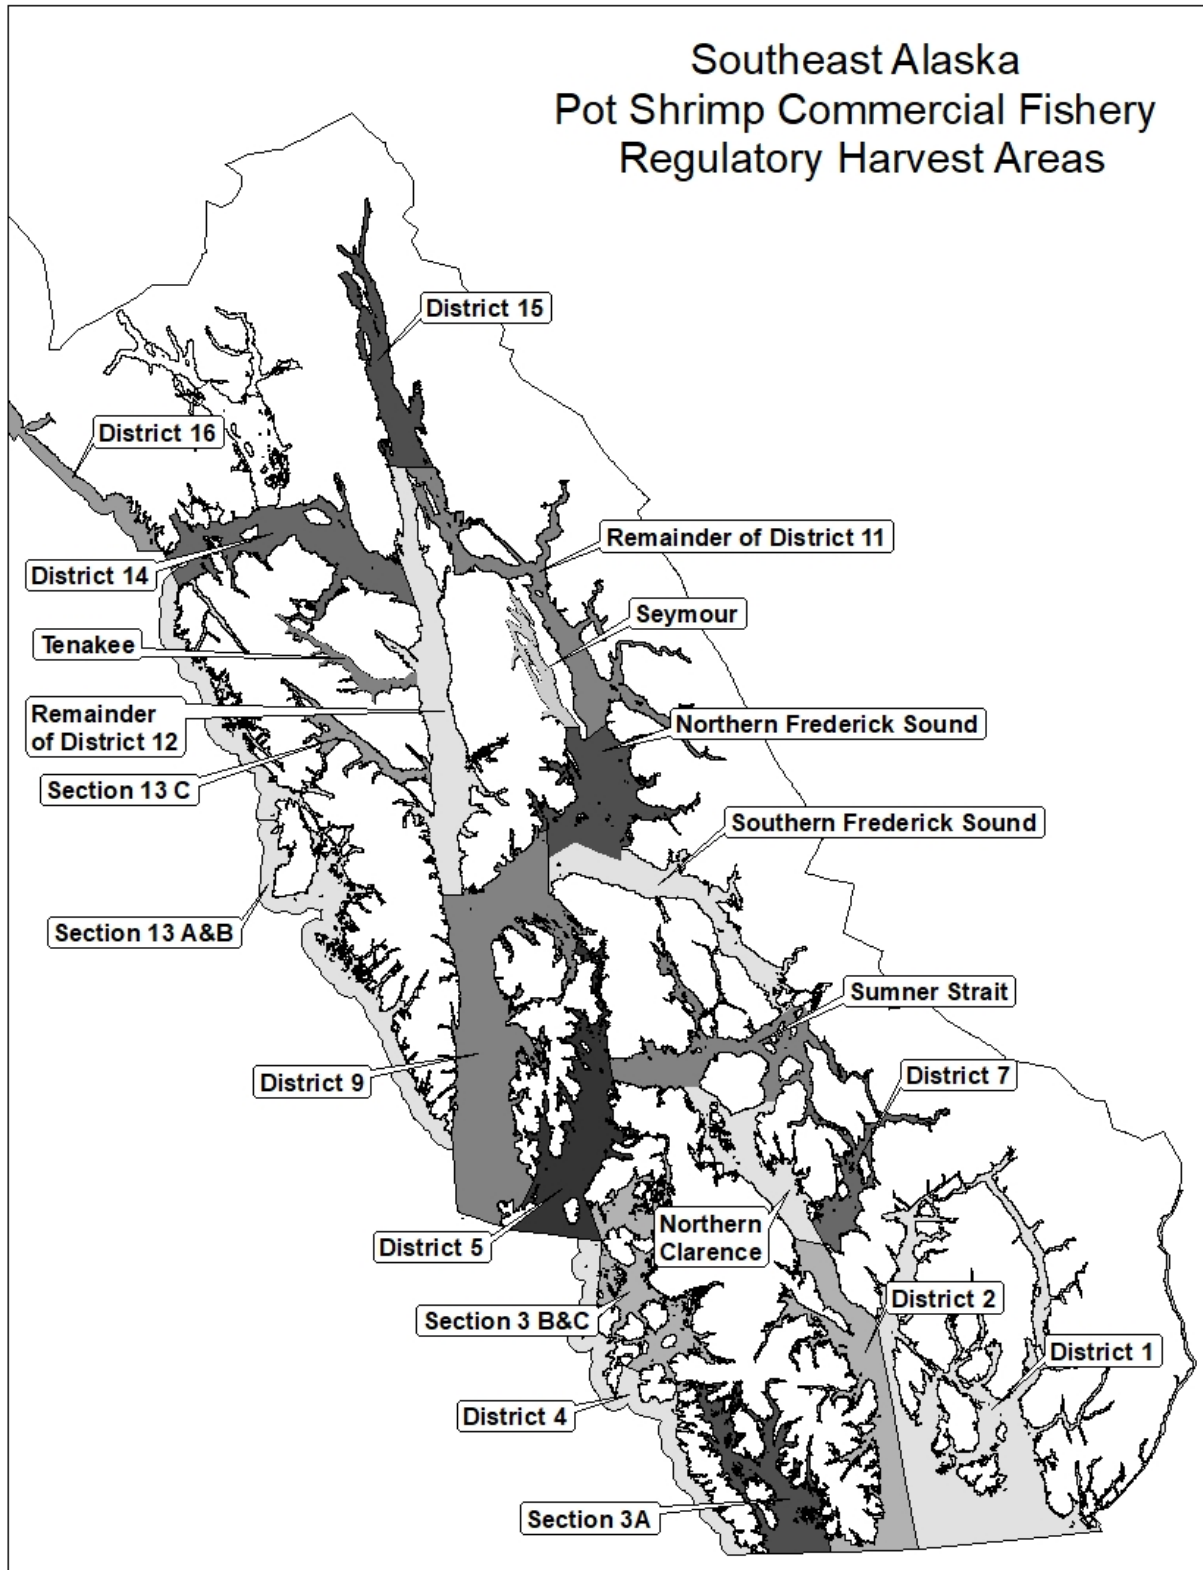 Southeast Alaska
Pot Shrimp Commercial Fishery
Regulatory Harvest Areas
District 15
District 16
Remainder of District 11
District 14
Seymour
Tenakee
Remainder
of District 12
Northern Frederick Sound
Section 13 C
Southern Frederick Sound
Section 13 A&B
Sumner Strait
District 9
District 7
Northern
Clarence
District 5
District 2
Section 3 B&C
District 1
District 4
Section 3A